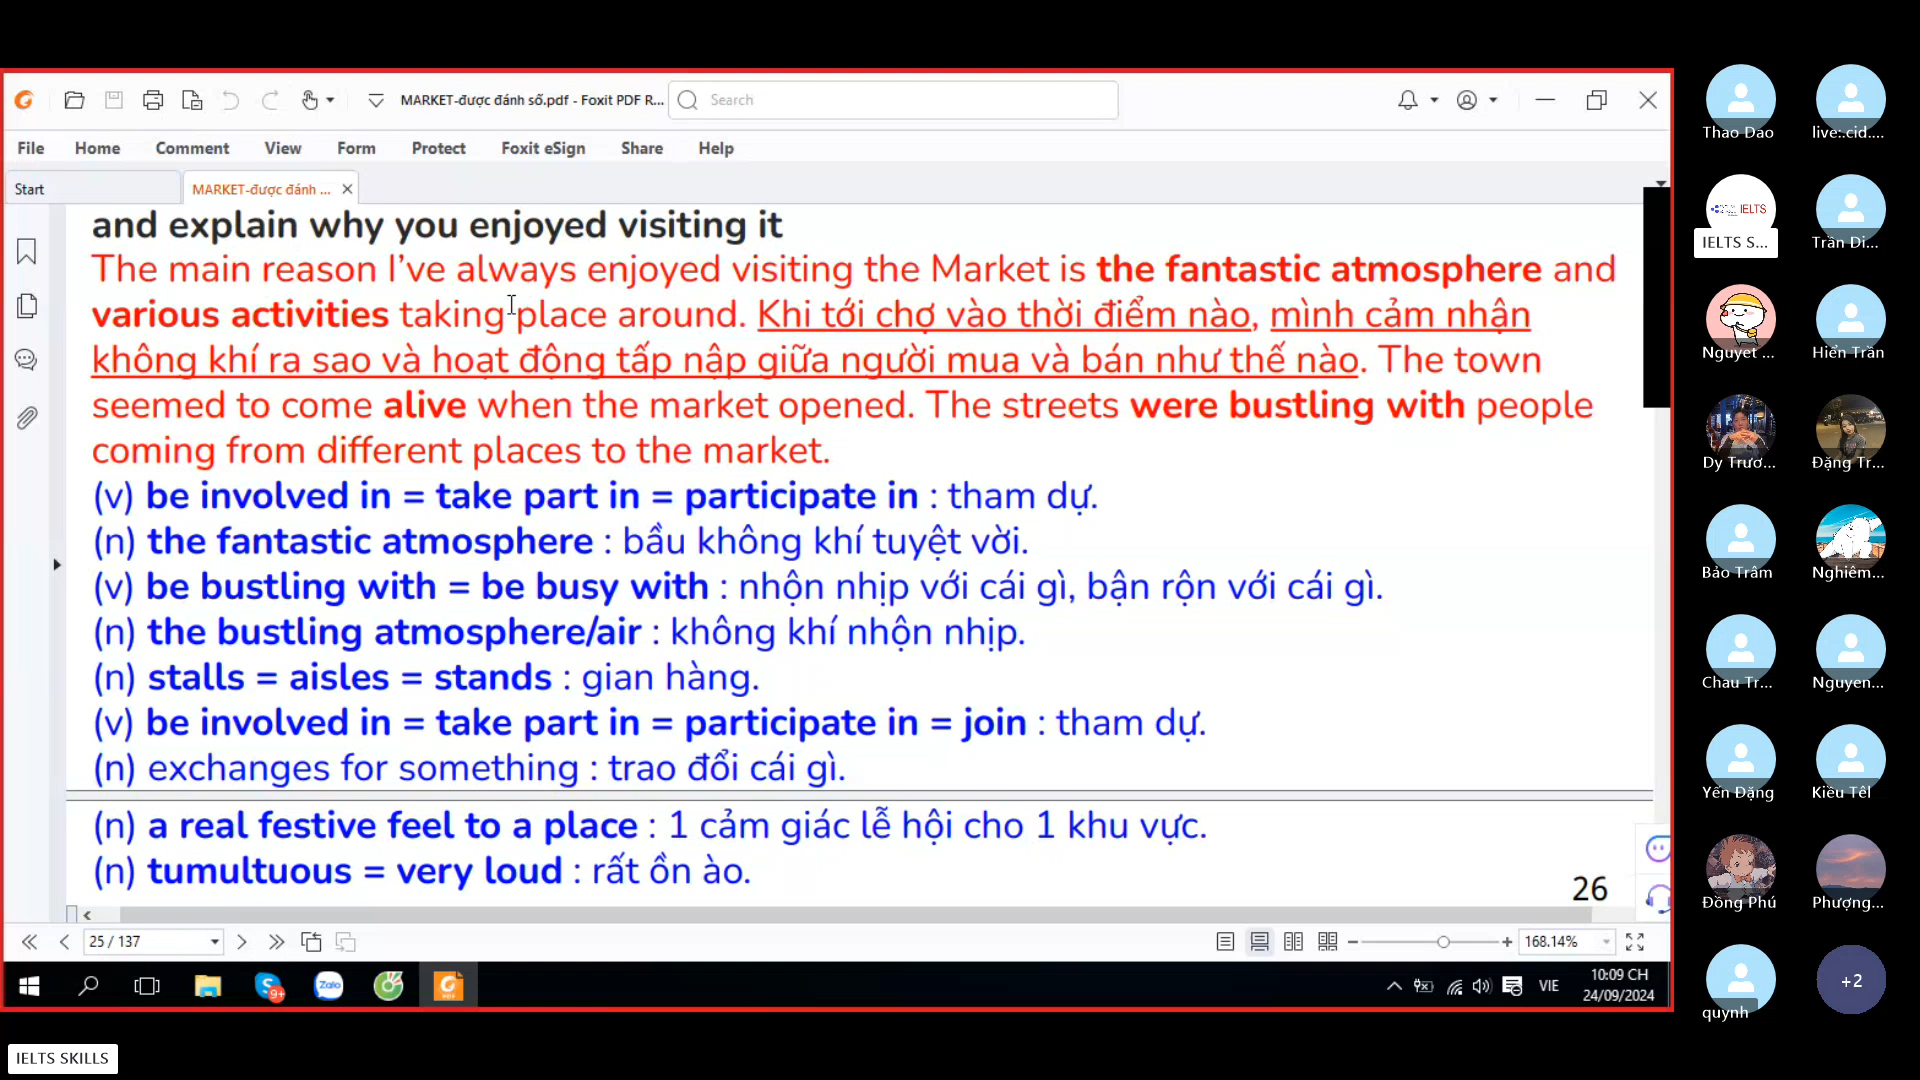 MARKET-được đánh số.pdf - Foxit PDF R...
Search
File Home Comment View Form Protect Foxit eSign Share Help
Start
MARKET-được đánh ...
and explain why you enjoyed visiting it
The main reason I've always enjoyed visiting the Market is the fantastic atmosphere and
various activities taking place around. Khi tới chợ vào thời điểm nào, mình cảm nhận
không khí ra sao và hoạt động tấp nập giữa người mua và bán như thế nào. The town
seemed to come alive when the market opened. The streets were bustling with people
coming from different places to the market.
(v) be involved in = take part in = participate in : tham dự.
(n) the fantastic atmosphere : bầu không khí tuyệt vời.
(v) be bustling with = be busy with : nhộn nhịp với cái gì, bận rộn với cái gì.
(n) the bustling atmosphere/air : không khí nhộn nhịp.
(n) stalls = aisles = stands : gian hàng.
(v) be involved in = take part in = participate in = join : tham dự.
(n) exchanges for something : trao đổi cái gì.
(n) a real festive feel to a place : 1 cảm giác lễ hội cho 1 khu vực.
(n) tumultuous = very loud : rất ồn ào.
26
25 / 137
168.14%
9+
Zalo
PDF
VIE
10:09 CH
24/09/2024
Thao Dao
live:.cid....
IELTS
IELTS S...
Trần Di...
Nguyet ...
Hiển Trần
Dy Trươ...
Đặng Tr...
Bảo Trâm
Nghiêm...
Chau Tr...
Nguyen...
Yến Đặng
Kiều Têl
Đồng Phú
Phượng...
quynh
+2
IELTS SKILLS